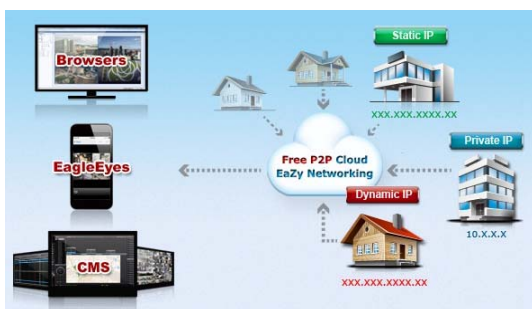 Browsers
Static IP
xxx.xxx.xxxx.xx
EagleEyes
Free P2P Cloud
EaZy Networking
Private IP
10.X.X.X
Dynamic IP
xxx.xxx.xxxx.xx
CMS